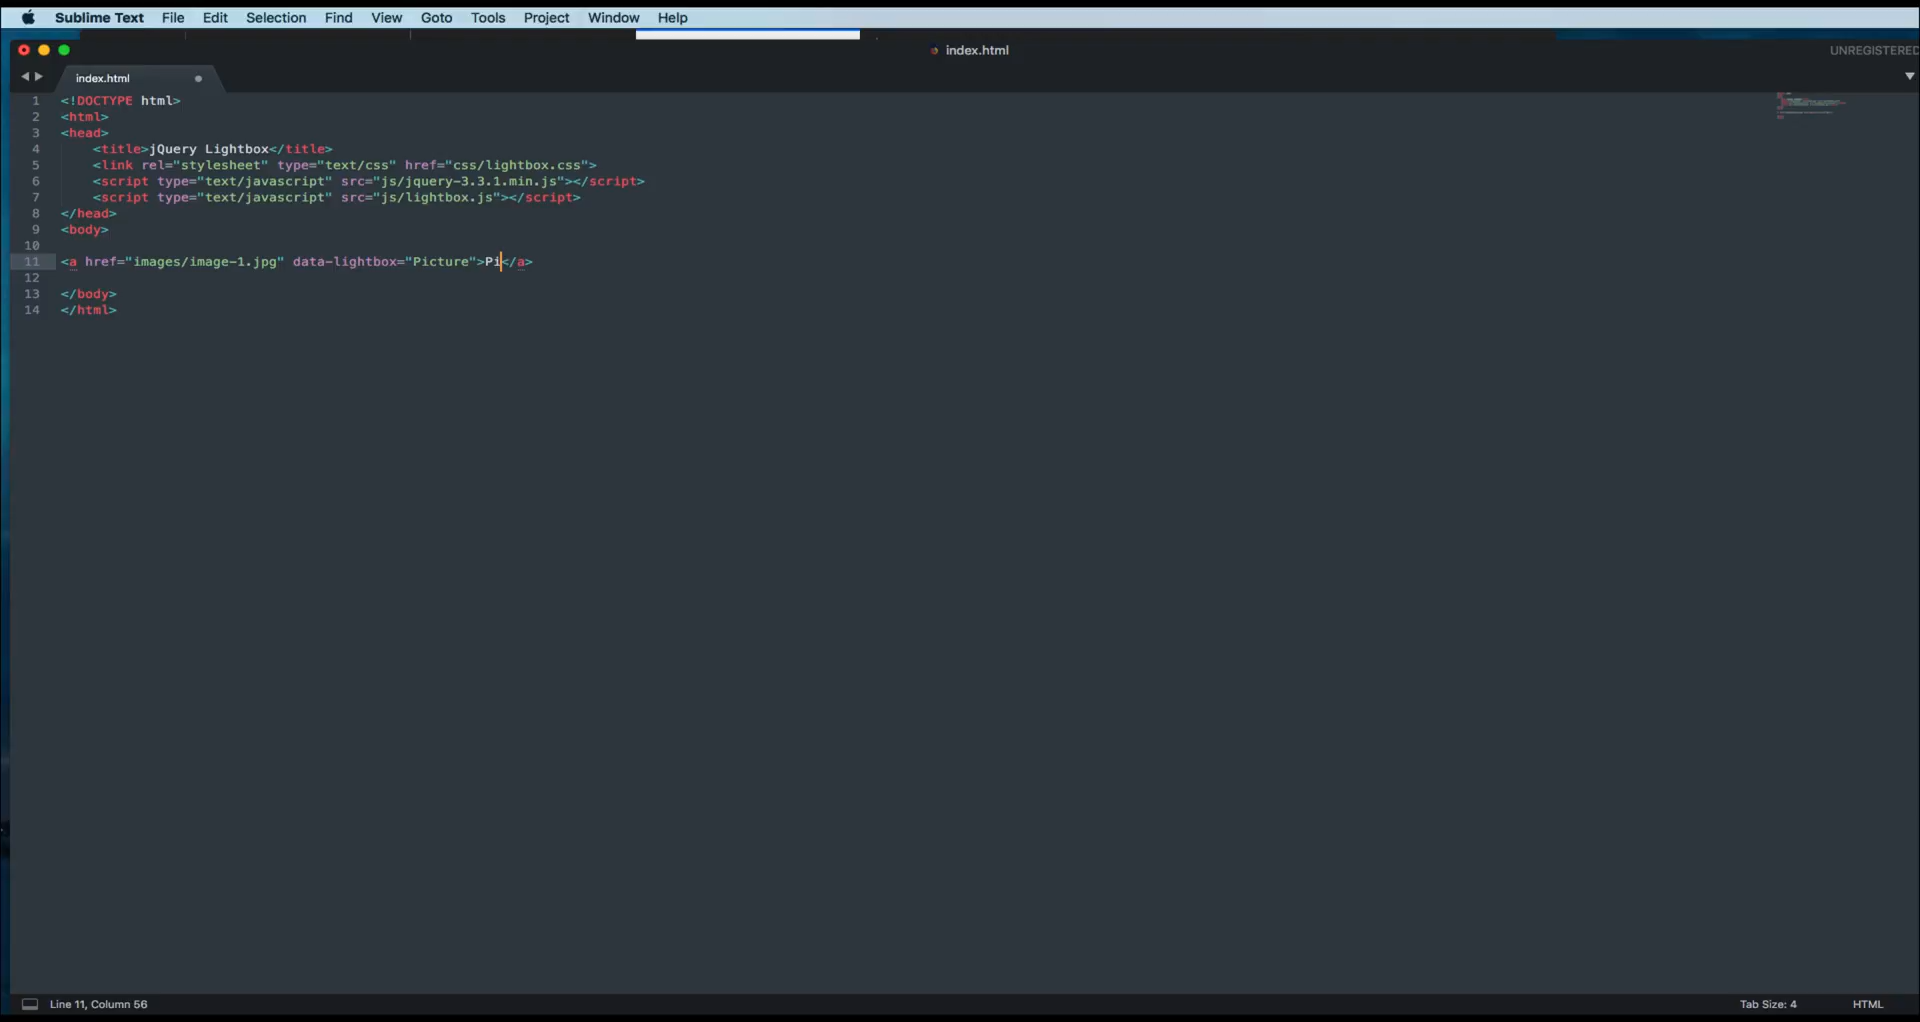 Sublime Text File Edit Selection Find View Goto Tools Project Window Help
index.html
UNREGISTERED
index.html
1 <!DOCTYPE html>
2 <html>
3 <head>
4     <title>jQuery Lightbox</title>
5     <link rel="stylesheet" type="text/css" href="css/lightbox.css">
6     <script type="text/javascript" src="js/jquery-3.3.1.min.js"></script>
7     <script type="text/javascript" src="js/lightbox.js"></script>
8 </head>
9 <body>
10
11 <a href="images/image-1.jpg" data-lightbox="Picture">Pi</a>
12
13 </body>
14 </html>
Line 11, Column 56 Tab Size: 4 HTML